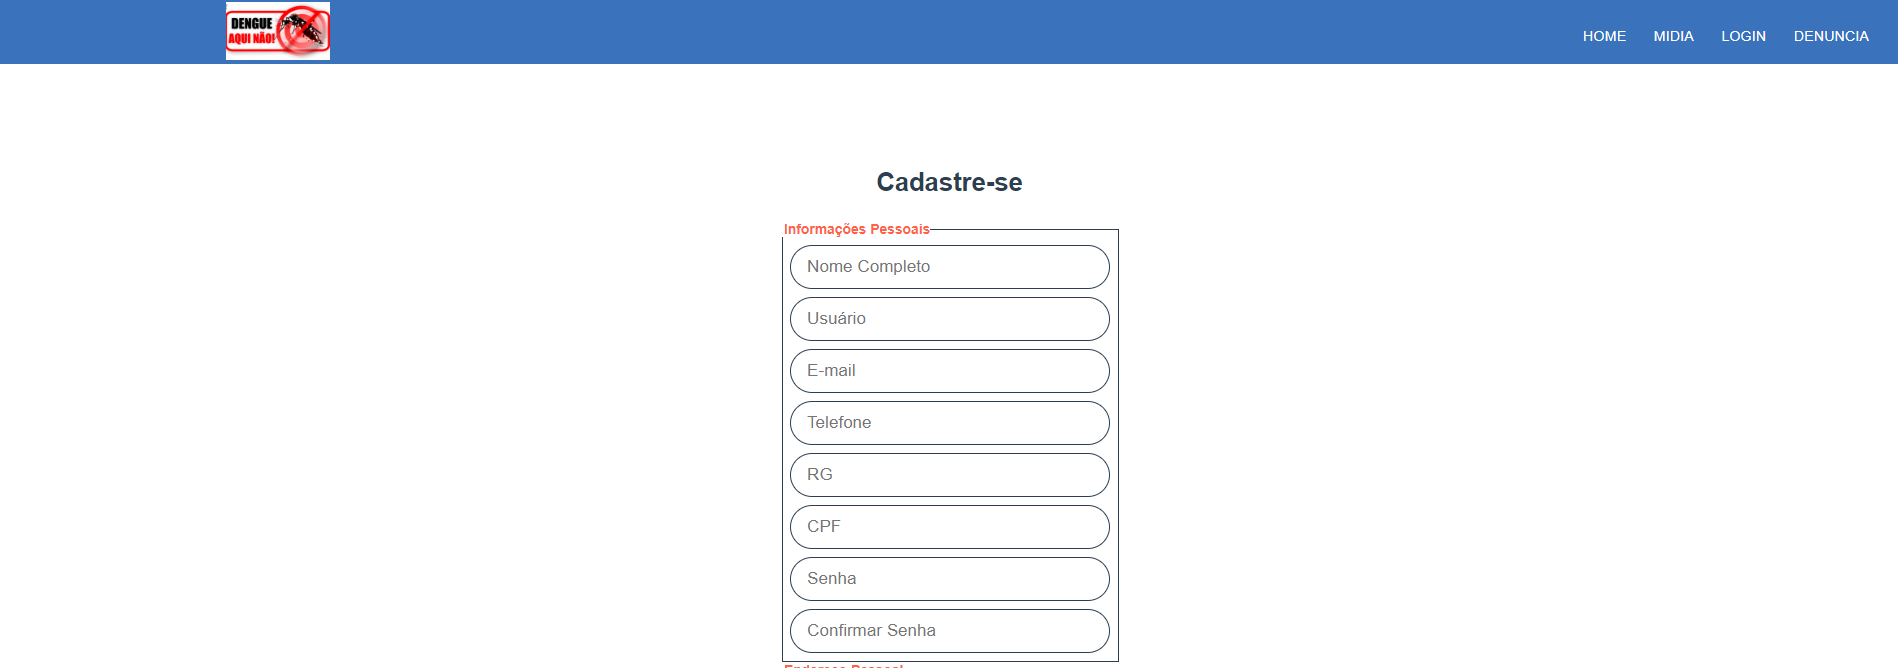 DENGUE
AQUI NÃO!
HOME MIDIA LOGIN DENUNCIA
Cadastre-se
Informações Pessoais
Nome Completo
Usuário
E-mail
Telefone
RG
CPF
Senha
Confirmar Senha